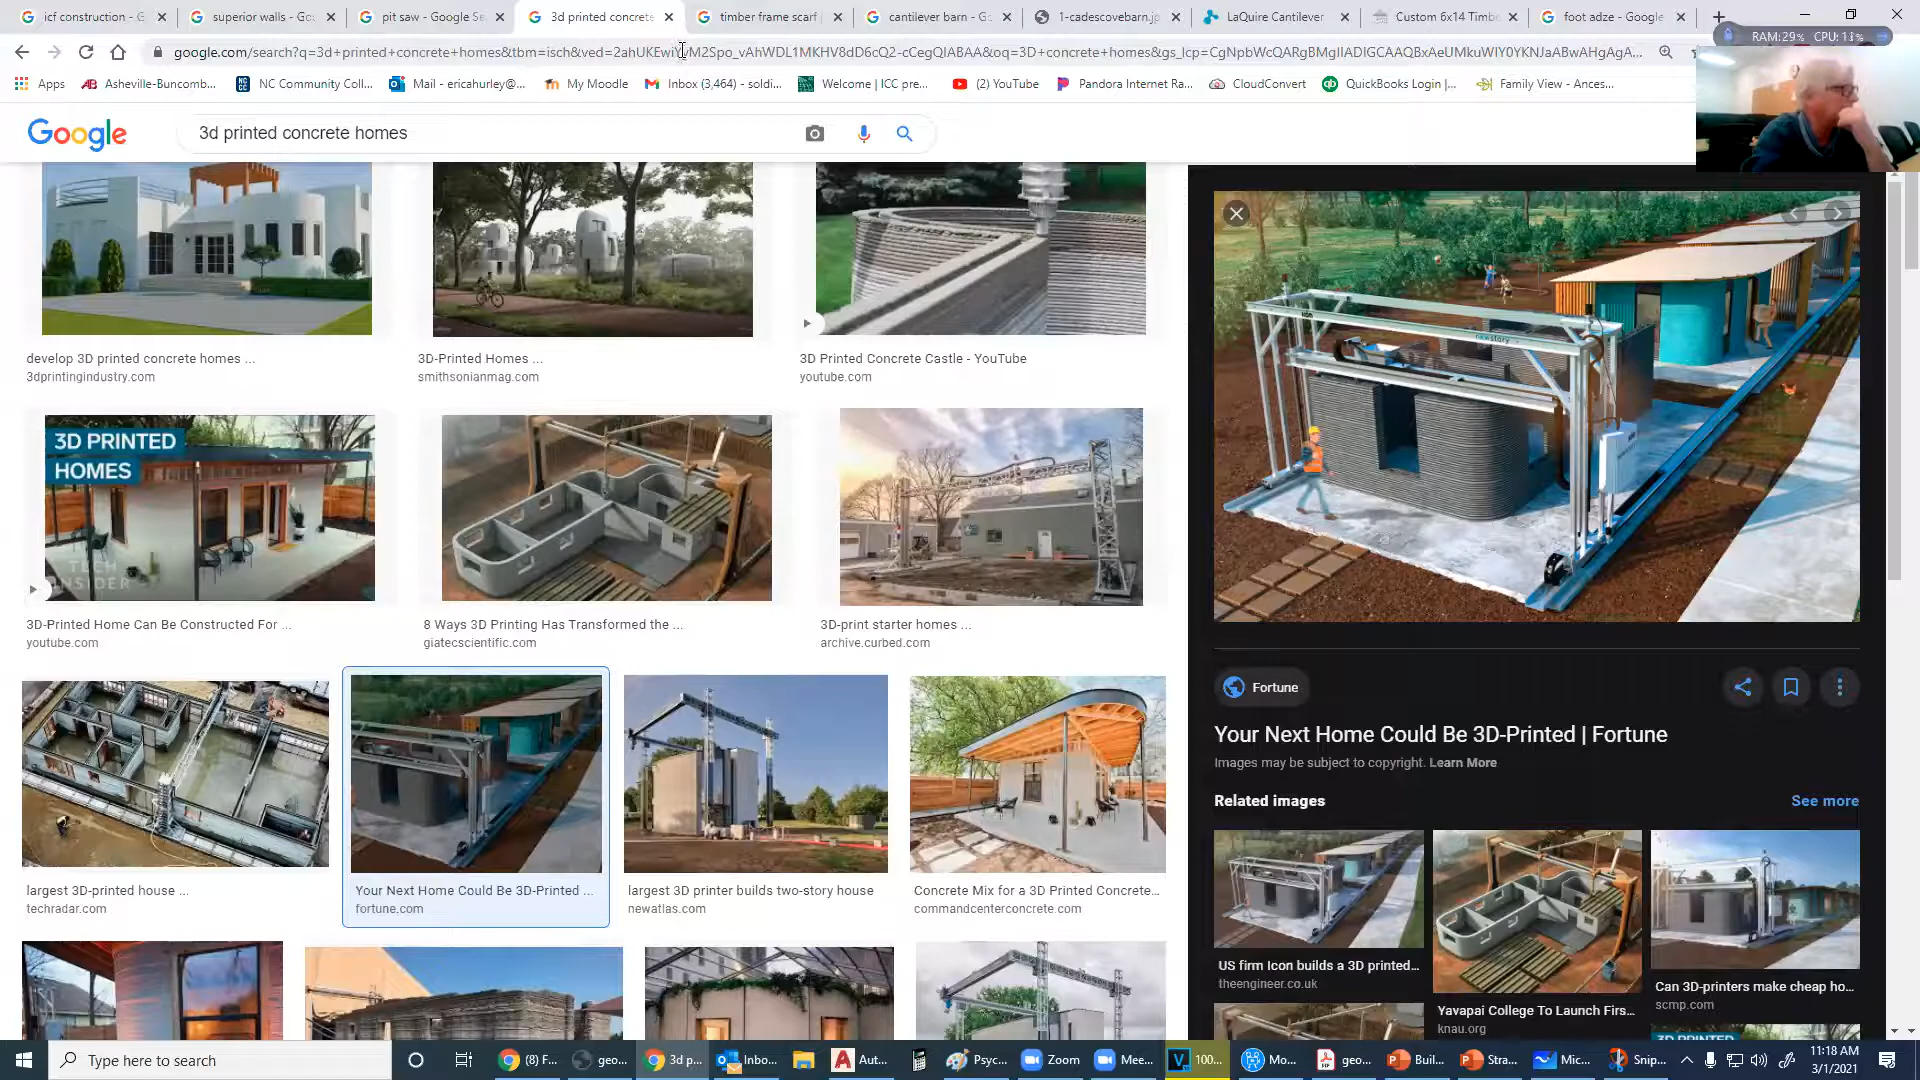 icf construction - Go
superior walls - Goo
pit saw - Google Sea
3d printed concrete
timber frame scarf j
cantilever barn - Go
1-cadescovebarn.jp
LaQuire Cantilever
Custom 6x14 Timbe
foot adze - Google
RAM:29% CPU:13%
Apps
Asheville-Buncomb...
NC Community Coll...
Mail - ericahurley@...
My Moodle
Inbox (3,464) - soldi...
Welcome | ICC pre...
(2) YouTube
Pandora Internet Ra...
CloudConvert
QuickBooks Login |...
Family View - Ances...
Google
3d printed concrete homes
develop 3D printed concrete homes ...
3dprintingindustry.com
3D-Printed Homes ...
smithsonianmag.com
3D Printed Concrete Castle - YouTube
youtube.com
3D PRINTED
HOMES
TECH
INSIDER
3D-Printed Home Can Be Constructed For ...
youtube.com
8 Ways 3D Printing Has Transformed the ...
giatecscientific.com
3D-print starter homes ...
archive.curbed.com
largest 3D-printed house ...
techradar.com
Your Next Home Could Be 3D-Printed ...
fortune.com
largest 3D printer builds two-story house
newatlas.com
Concrete Mix for a 3D Printed Concrete...
commandcenterconcrete.com
new story
Fortune
Your Next Home Could Be 3D-Printed | Fortune
Images may be subject to copyright. Learn More
Related images
See more
US firm Icon builds a 3D printed...
theengineer.co.uk
Yavapai College To Launch Firs...
knau.org
Can 3D-printers make cheap ho...
scmp.com
3D PRINTED
Type here to search
(8) F...
geo...
3d p...
Inbo...
Aut...
Psyc...
Zoom
Mee...
100...
Mo...
geo...
Buil...
Stra...
Mic...
Snip...
11:18 AM
3/1/2021